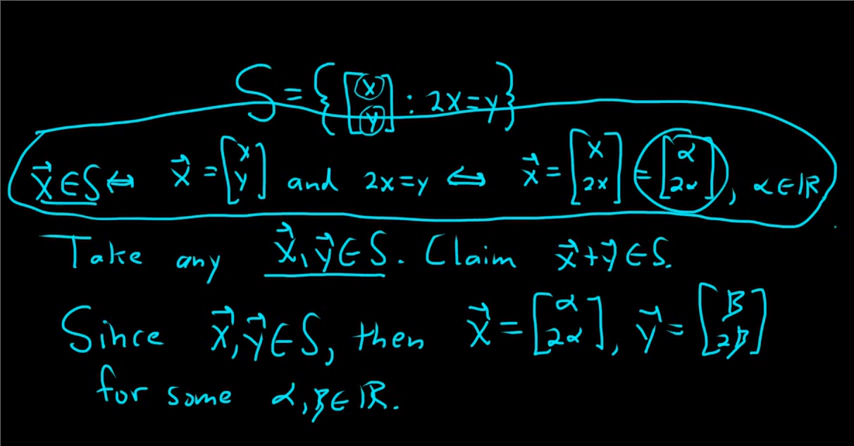 S = { [x y] : 2x=y }
x⃗ ∈ S ⇔ x⃗ = [x y] and 2x=y ⇔ x⃗ = [x 2x] = [α 2α], α∈ℝ
Take any x⃗, y⃗ ∈ S. Claim x⃗+y⃗ ∈ S.
Since x⃗, y⃗ ∈ S, then x⃗ = [α 2α], y⃗ = [β 2β]
for some α, β ∈ ℝ.